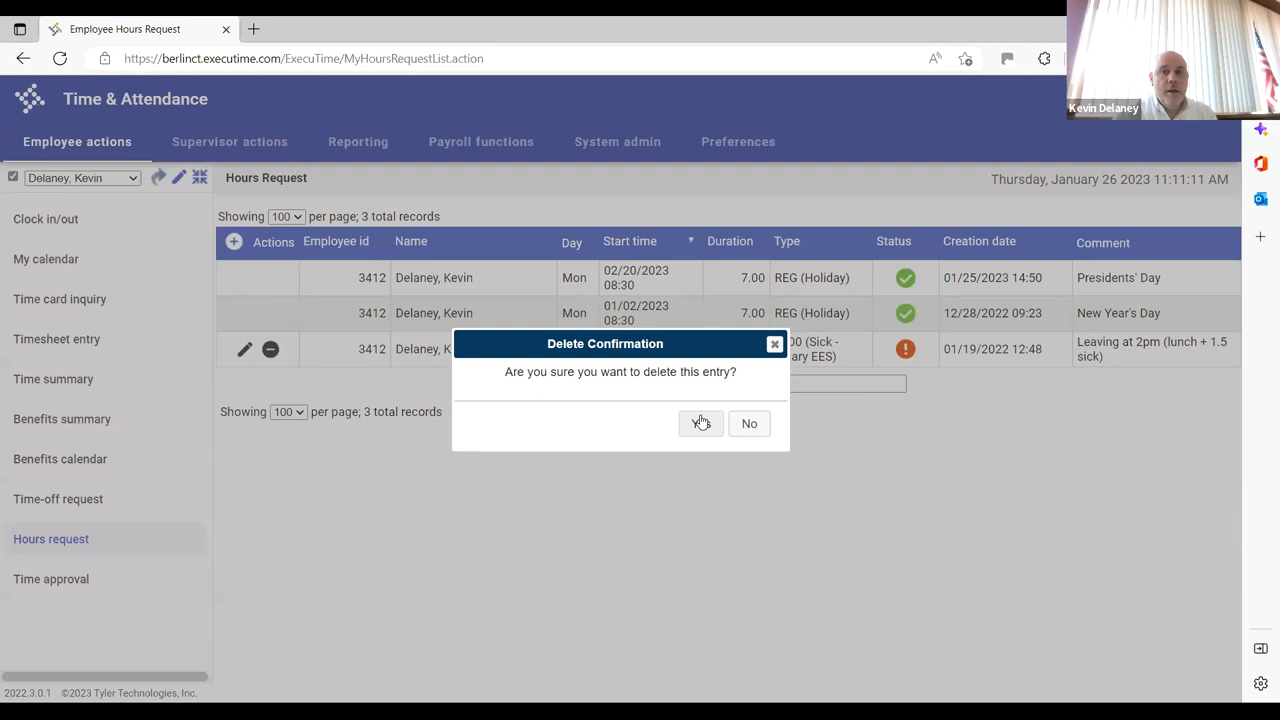 Employee Hours Request
https://berlinct.executime.com/ExecuTime/MyHoursRequestList.action
Kevin Delaney
Time & Attendance
Employee actions Supervisor actions Reporting Payroll functions System admin Preferences
Delaney, Kevin
Hours Request
Thursday, January 26 2023 11:11:11 AM
Clock in/out
My calendar
Time card inquiry
Timesheet entry
Time summary
Benefits summary
Benefits calendar
Time-off request
Hours request
Time approval
Showing 100 per page; 3 total records
Actions Employee id Name Day Start time Duration Type Status Creation date Comment
3412 Delaney, Kevin Mon 02/20/2023 08:30 7.00 REG (Holiday) 01/25/2023 14:50 Presidents' Day
3412 Delaney, Kevin Mon 01/02/2023 08:30 7.00 REG (Holiday) 12/28/2022 09:23 New Year's Day
3412 Delaney, K 00 (Sick - 01/19/2022 12:48 Leaving at 2pm (lunch + 1.5
ary EES) sick)
Delete Confirmation
Are you sure you want to delete this entry?
No
Showing 100 per page; 3 total records
2022.3.0.1 ©2023 Tyler Technologies, Inc.